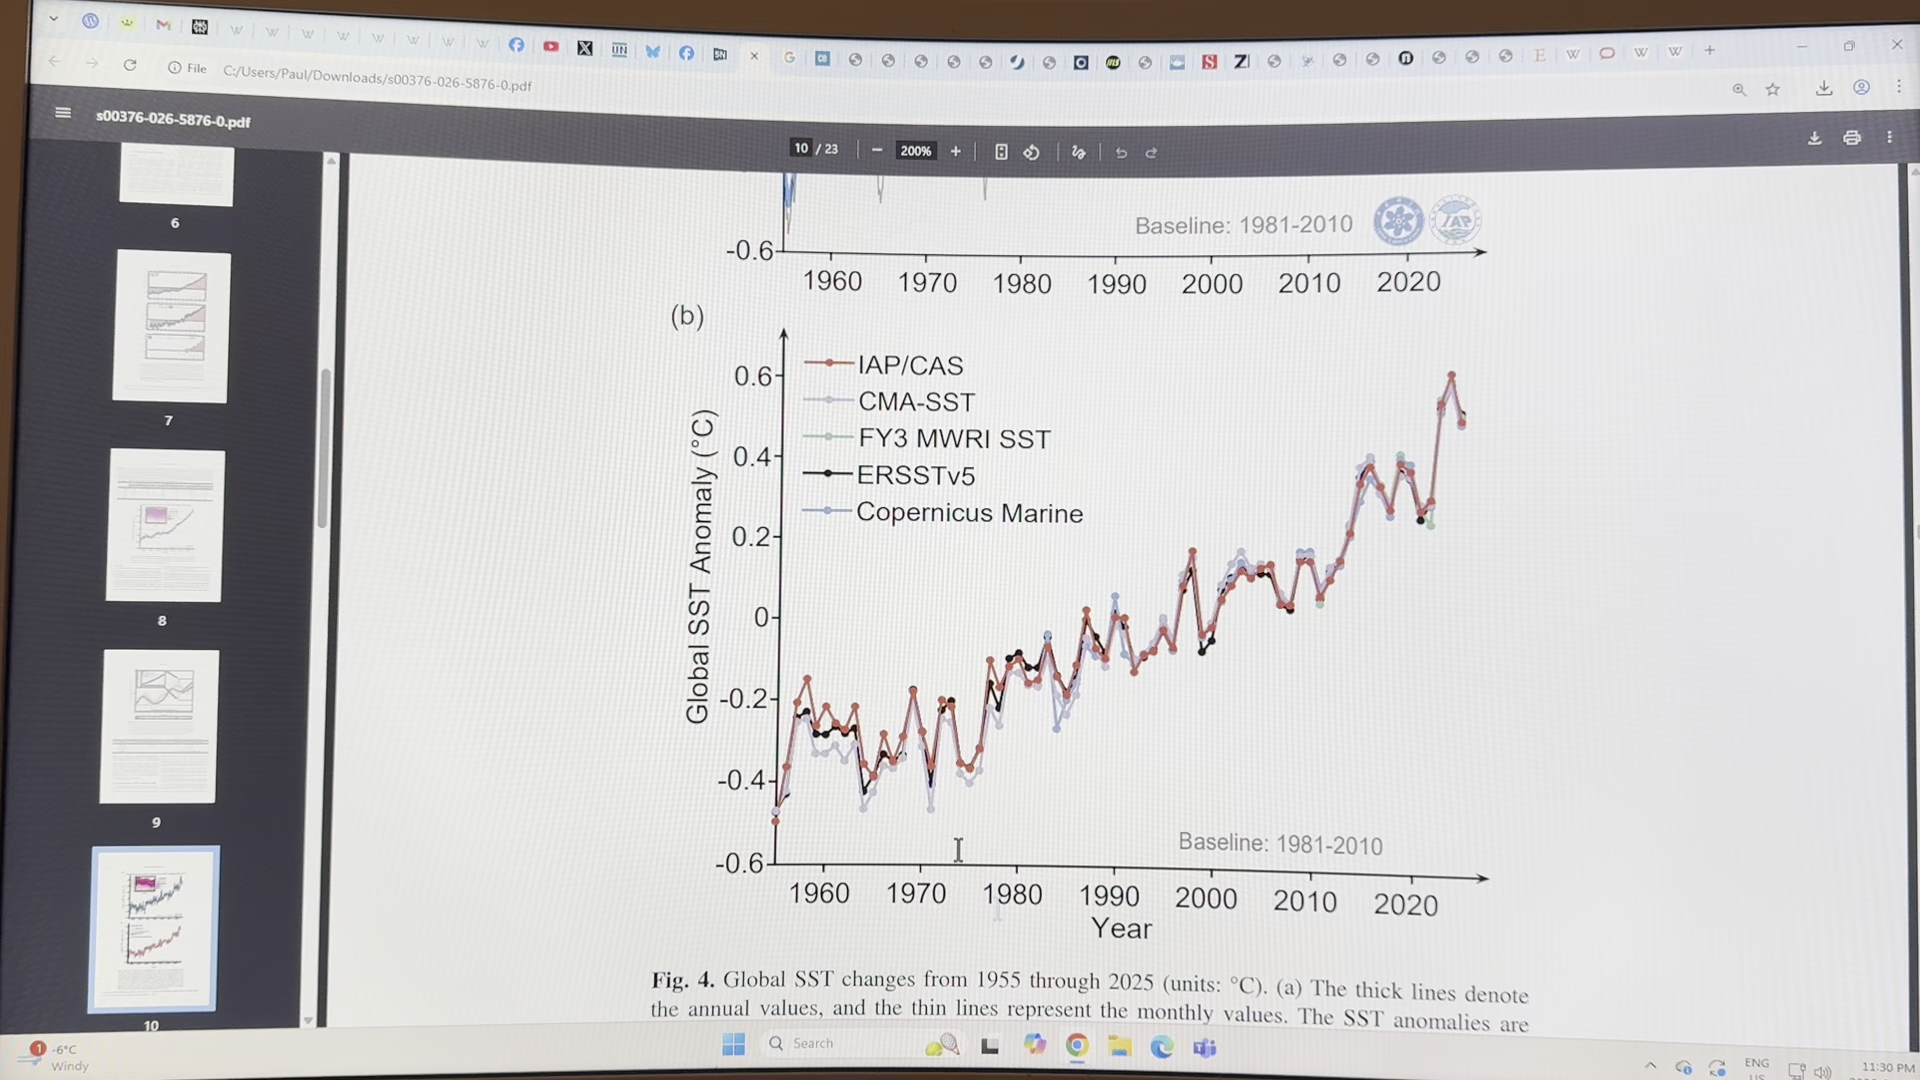 File
C:/Users/Paul/Downloads/s00376-026-5876-0.pdf
s00376-026-5876-0.pdf
10 / 23
200%
6
7
8
9
10
Baseline: 1981-2010
IAP
-0.6
1960 1970 1980 1990 2000 2010 2020
(b)
IAP/CAS
CMA-SST
FY3 MWRI SST
ERSSTv5
Copernicus Marine
Global SST Anomaly (°C)
0.6
0.4
0.2
0
-0.2
-0.4
-0.6
Baseline: 1981-2010
1960 1970 1980 1990 2000 2010 2020
Year
Fig. 4. Global SST changes from 1955 through 2025 (units: °C). (a) The thick lines denote
the annual values, and the thin lines represent the monthly values. The SST anomalies are
1
-6°C
Windy
Search
ENG
US
11:30 PM